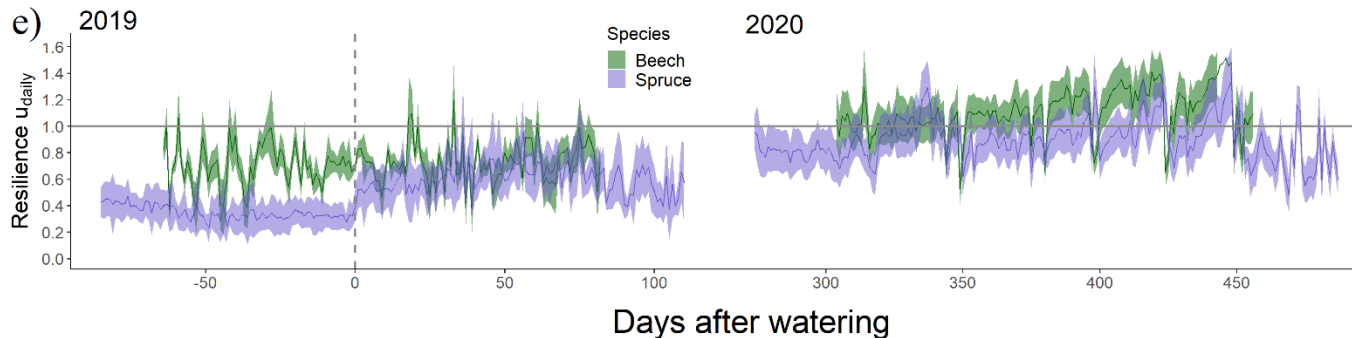 e)
2019
2020
Species
Beech
Spruce
Resilience u_daily
1.6
1.4
1.2
1.0
0.8
0.6
0.4
0.2
0.0
-50 0 50 100 300 350 400 450
Days after watering